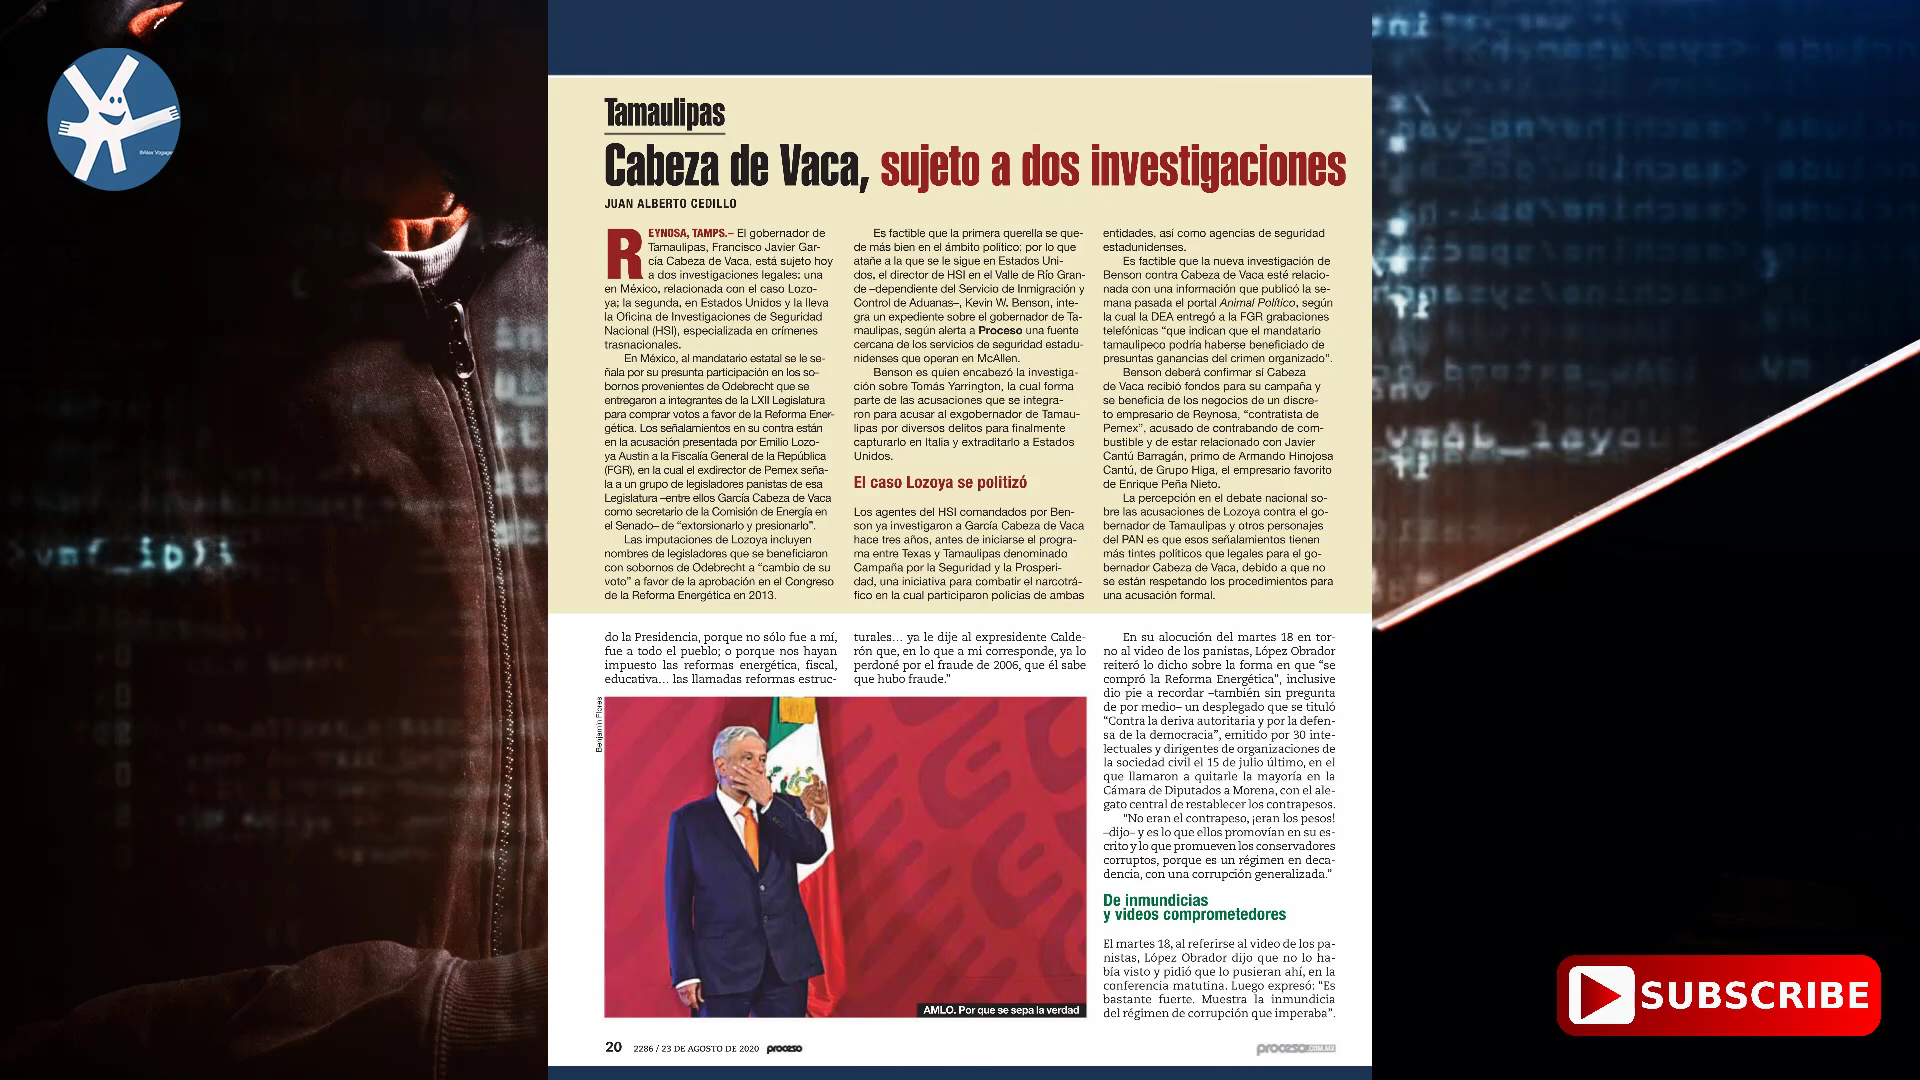 Tamaulipas
Cabeza de Vaca, sujeto a dos investigaciones
JUAN ALBERTO CEDILLO
REYNOSA, TAMPS.– El gobernador de
Tamaulipas, Francisco Javier Gar-
cía Cabeza de Vaca, está sujeto hoy
a dos investigaciones legales: una
en México, relacionada con el caso Lozo-
ya; la segunda, en Estados Unidos y la lleva
la Oficina de Investigaciones de Seguridad
Nacional (HSI), especializada en crímenes
trasnacionales.
En México, al mandatario estatal se le se-
ñala por su presunta participación en los so-
bornos provenientes de Odebrecht que se
entregaron a integrantes de la LXII Legislatura
para comprar votos a favor de la Reforma Ener-
gética. Los señalamientos en su contra están
en la acusación presentada por Emilio Lozo-
ya Austin a la Fiscalía General de la República
(FGR), en la cual el exdirector de Pemex seña-
la a un grupo de legisladores panistas de esa
Legislatura –entre ellos García Cabeza de Vaca
como secretario de la Comisión de Energía en
el Senado– de “extorsionarlo y presionarlo”.
Las imputaciones de Lozoya incluyen
nombres de legisladores que se beneficiaron
con sobornos de Odebrecht a “cambio de su
voto” a favor de la aprobación en el Congreso
de la Reforma Energética en 2013.
Es factible que la primera querella se que-
de más bien en el ámbito político; por lo que
atañe a la que se le sigue en Estados Uni-
dos, el director de HSI en el Valle de Río Gran-
de –dependiente del Servicio de Inmigración y
Control de Aduanas–, Kevin W. Benson, inte-
gra un expediente sobre el gobernador de Ta-
maulipas, según alerta a Proceso una fuente
cercana de los servicios de seguridad estadu-
nidenses que operan en McAllen.
Benson es quien encabezó la investiga-
ción sobre Tomás Yarrington, la cual forma
parte de las acusaciones que se integra-
ron para acusar al exgobernador de Tamau-
lipas por diversos delitos para finalmente
capturarlo en Italia y extraditarlo a Estados
Unidos.
El caso Lozoya se politizó
Los agentes del HSI comandados por Ben-
son ya investigaron a García Cabeza de Vaca
hace tres años, antes de iniciarse el progra-
ma entre Texas y Tamaulipas denominado
Campaña por la Seguridad y la Prosperi-
dad, una iniciativa para combatir el narcotrá-
fico en la cual participaron policías de ambas
entidades, así como agencias de seguridad
estadunidenses.
Es factible que la nueva investigación de
Benson contra Cabeza de Vaca esté relacio-
nada con una información que publicó la se-
mana pasada el portal Animal Político, según
la cual la DEA entregó a la FGR grabaciones
telefónicas “que indican que el mandatario
tamaulipeco podría haberse beneficiado de
presuntas ganancias del crimen organizado”.
Benson deberá confirmar sí Cabeza
de Vaca recibió fondos para su campaña y
se beneficia de los negocios de un discre-
to empresario de Reynosa, “contratista de
Pemex”, acusado de contrabando de com-
bustible y de estar relacionado con Javier
Cantú Barragán, primo de Armando Hinojosa
Cantú, de Grupo Higa, el empresario favorito
de Enrique Peña Nieto.
La percepción en el debate nacional so-
bre las acusaciones de Lozoya contra el go-
bernador de Tamaulipas y otros personajes
del PAN es que esos señalamientos tienen
más tintes políticos que legales para el go-
bernador Cabeza de Vaca, debido a que no
se están respetando los procedimientos para
una acusación formal.
do la Presidencia, porque no sólo fue a mí,
fue a todo el pueblo; o porque nos hayan
impuesto las reformas energética, fiscal,
educativa… las llamadas reformas estruc-
turales… ya le dije al expresidente Calde-
rón que, en lo que a mi corresponde, ya lo
perdoné por el fraude de 2006, que él sabe
que hubo fraude.”
Benjamín Flores
AMLO. Por que se sepa la verdad
En su alocución del martes 18 en tor-
no al video de los panistas, López Obrador
reiteró lo dicho sobre la forma en que “se
compró la Reforma Energética”, inclusive
dio pie a recordar –también sin pregunta
de por medio– un desplegado que se tituló
“Contra la deriva autoritaria y por la defen-
sa de la democracia”, emitido por 30 inte-
lectuales y dirigentes de organizaciones de
la sociedad civil el 15 de julio último, en el
que llamaron a quitarle la mayoría en la
Cámara de Diputados a Morena, con el ale-
gato central de restablecer los contrapesos.
“No eran el contrapeso, ¡eran los pesos!
–dijo– y es lo que ellos promovían en su es-
crito y lo que promueven los conservadores
corruptos, porque es un régimen en deca-
dencia, con una corrupción generalizada.”
De inmundicias
y videos comprometedores
El martes 18, al referirse al video de los pa-
nistas, López Obrador dijo que no lo ha-
bía visto y pidió que lo pusieran ahí, en la
conferencia matutina. Luego expresó: “Es
bastante fuerte. Muestra la inmundicia
del régimen de corrupción que imperaba”.
20 2286 / 23 DE AGOSTO DE 2020 proceso
proceso.COM.MX
©Alex Vogager
SUBSCRIBE